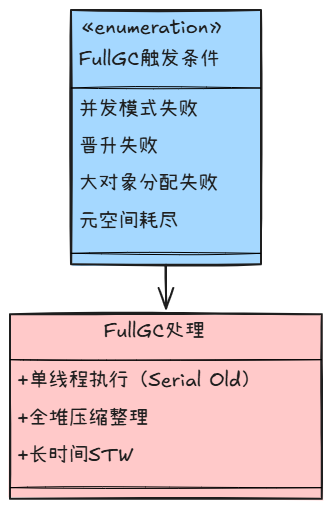 «enumeration»
FullGC触发条件
并发模式失败
晋升失败
大对象分配失败
元空间耗尽
FullGC处理
+单线程执行（Serial Old）
+全堆压缩整理
+长时间STW